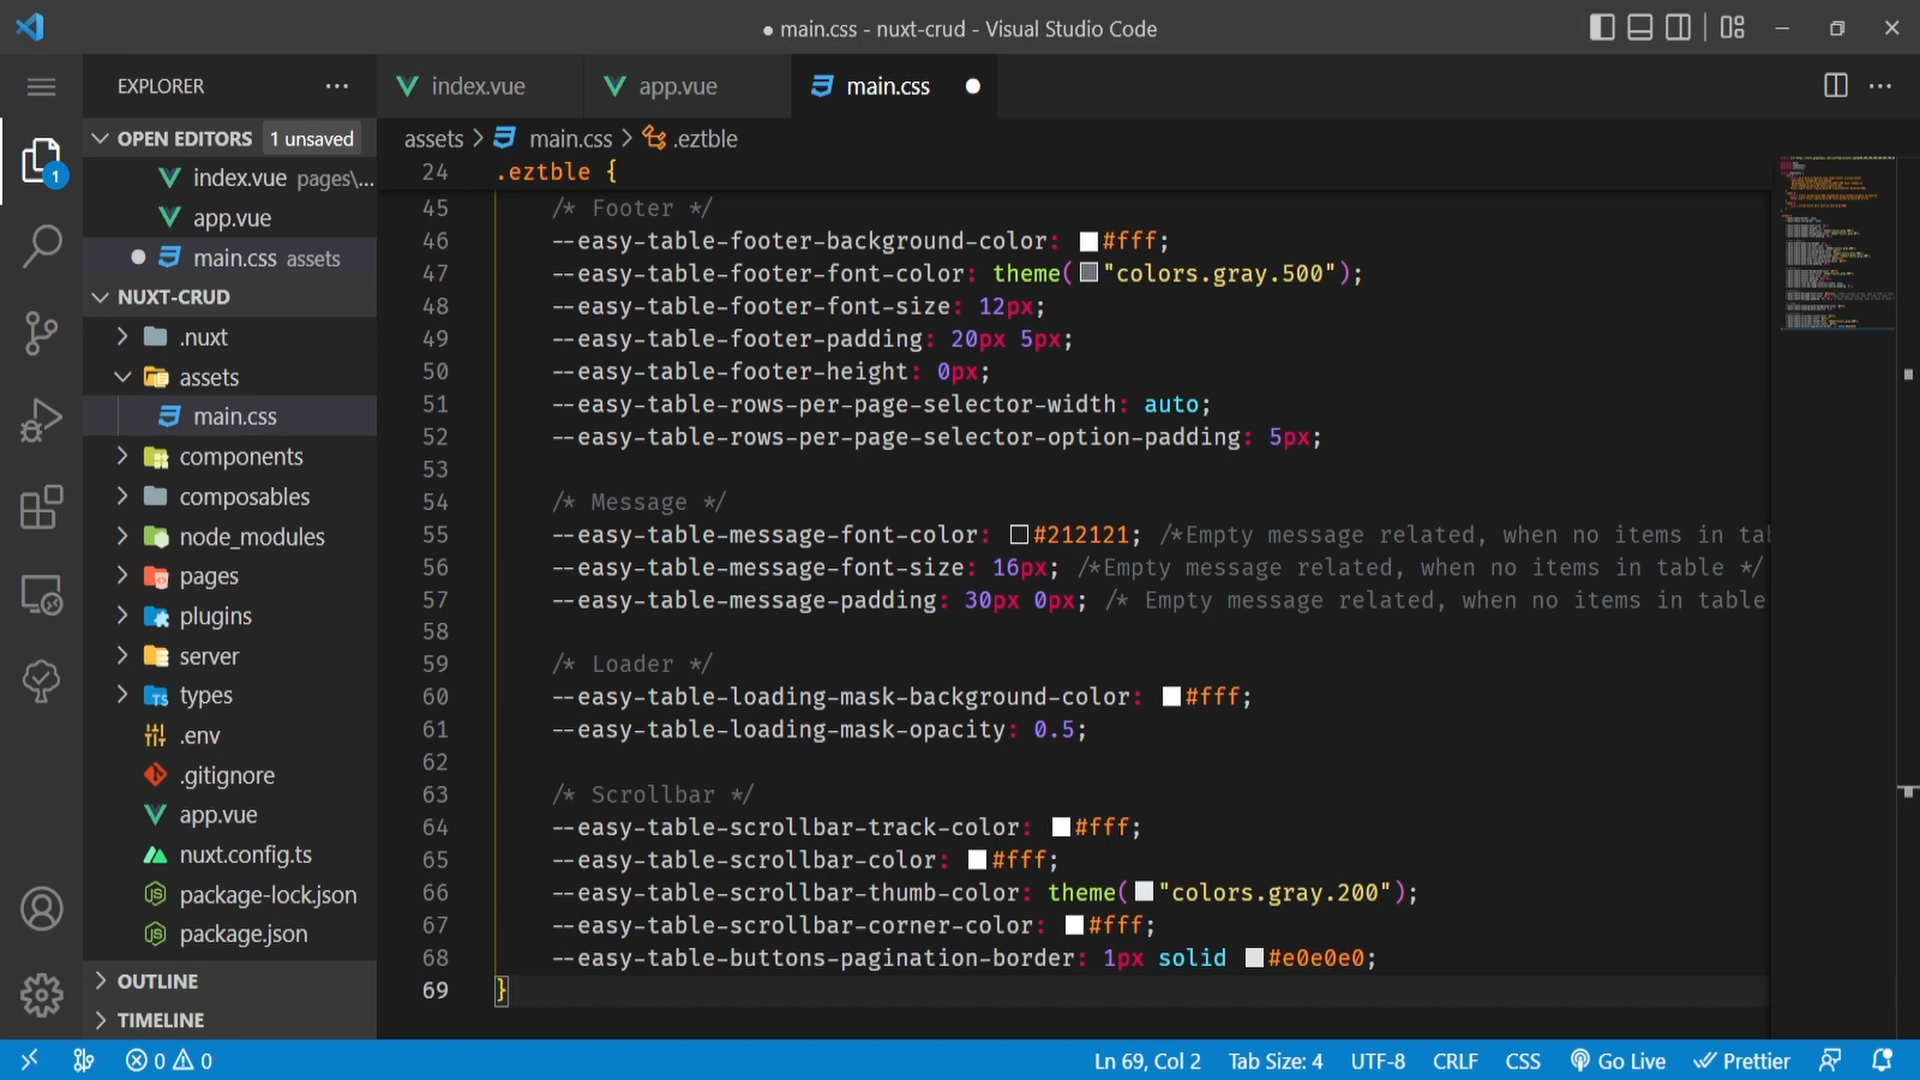 ● main.css - nuxt-crud - Visual Studio Code
EXPLORER
index.vue
app.vue
main.css
OPEN EDITORS 1 unsaved
assets > main.css > .eztble
index.vue pages\...
app.vue
main.css assets
NUXT-CRUD
.nuxt
assets
main.css
components
composables
node_modules
pages
plugins
server
types
.env
.gitignore
app.vue
nuxt.config.ts
package-lock.json
package.json
OUTLINE
TIMELINE
1
24 .eztble {
45 /* Footer */
46 --easy-table-footer-background-color: #fff;
47 --easy-table-footer-font-color: theme("colors.gray.500");
48 --easy-table-footer-font-size: 12px;
49 --easy-table-footer-padding: 20px 5px;
50 --easy-table-footer-height: 0px;
51 --easy-table-rows-per-page-selector-width: auto;
52 --easy-table-rows-per-page-selector-option-padding: 5px;
53
54 /* Message */
55 --easy-table-message-font-color: #212121; /*Empty message related, when no items in tab
56 --easy-table-message-font-size: 16px; /*Empty message related, when no items in table */
57 --easy-table-message-padding: 30px 0px; /* Empty message related, when no items in table
58
59 /* Loader */
60 --easy-table-loading-mask-background-color: #fff;
61 --easy-table-loading-mask-opacity: 0.5;
62
63 /* Scrollbar */
64 --easy-table-scrollbar-track-color: #fff;
65 --easy-table-scrollbar-color: #fff;
66 --easy-table-scrollbar-thumb-color: theme("colors.gray.200");
67 --easy-table-scrollbar-corner-color: #fff;
68 --easy-table-buttons-pagination-border: 1px solid #e0e0e0;
69 }
0 0
Ln 69, Col 2 Tab Size: 4 UTF-8 CRLF CSS Go Live Prettier